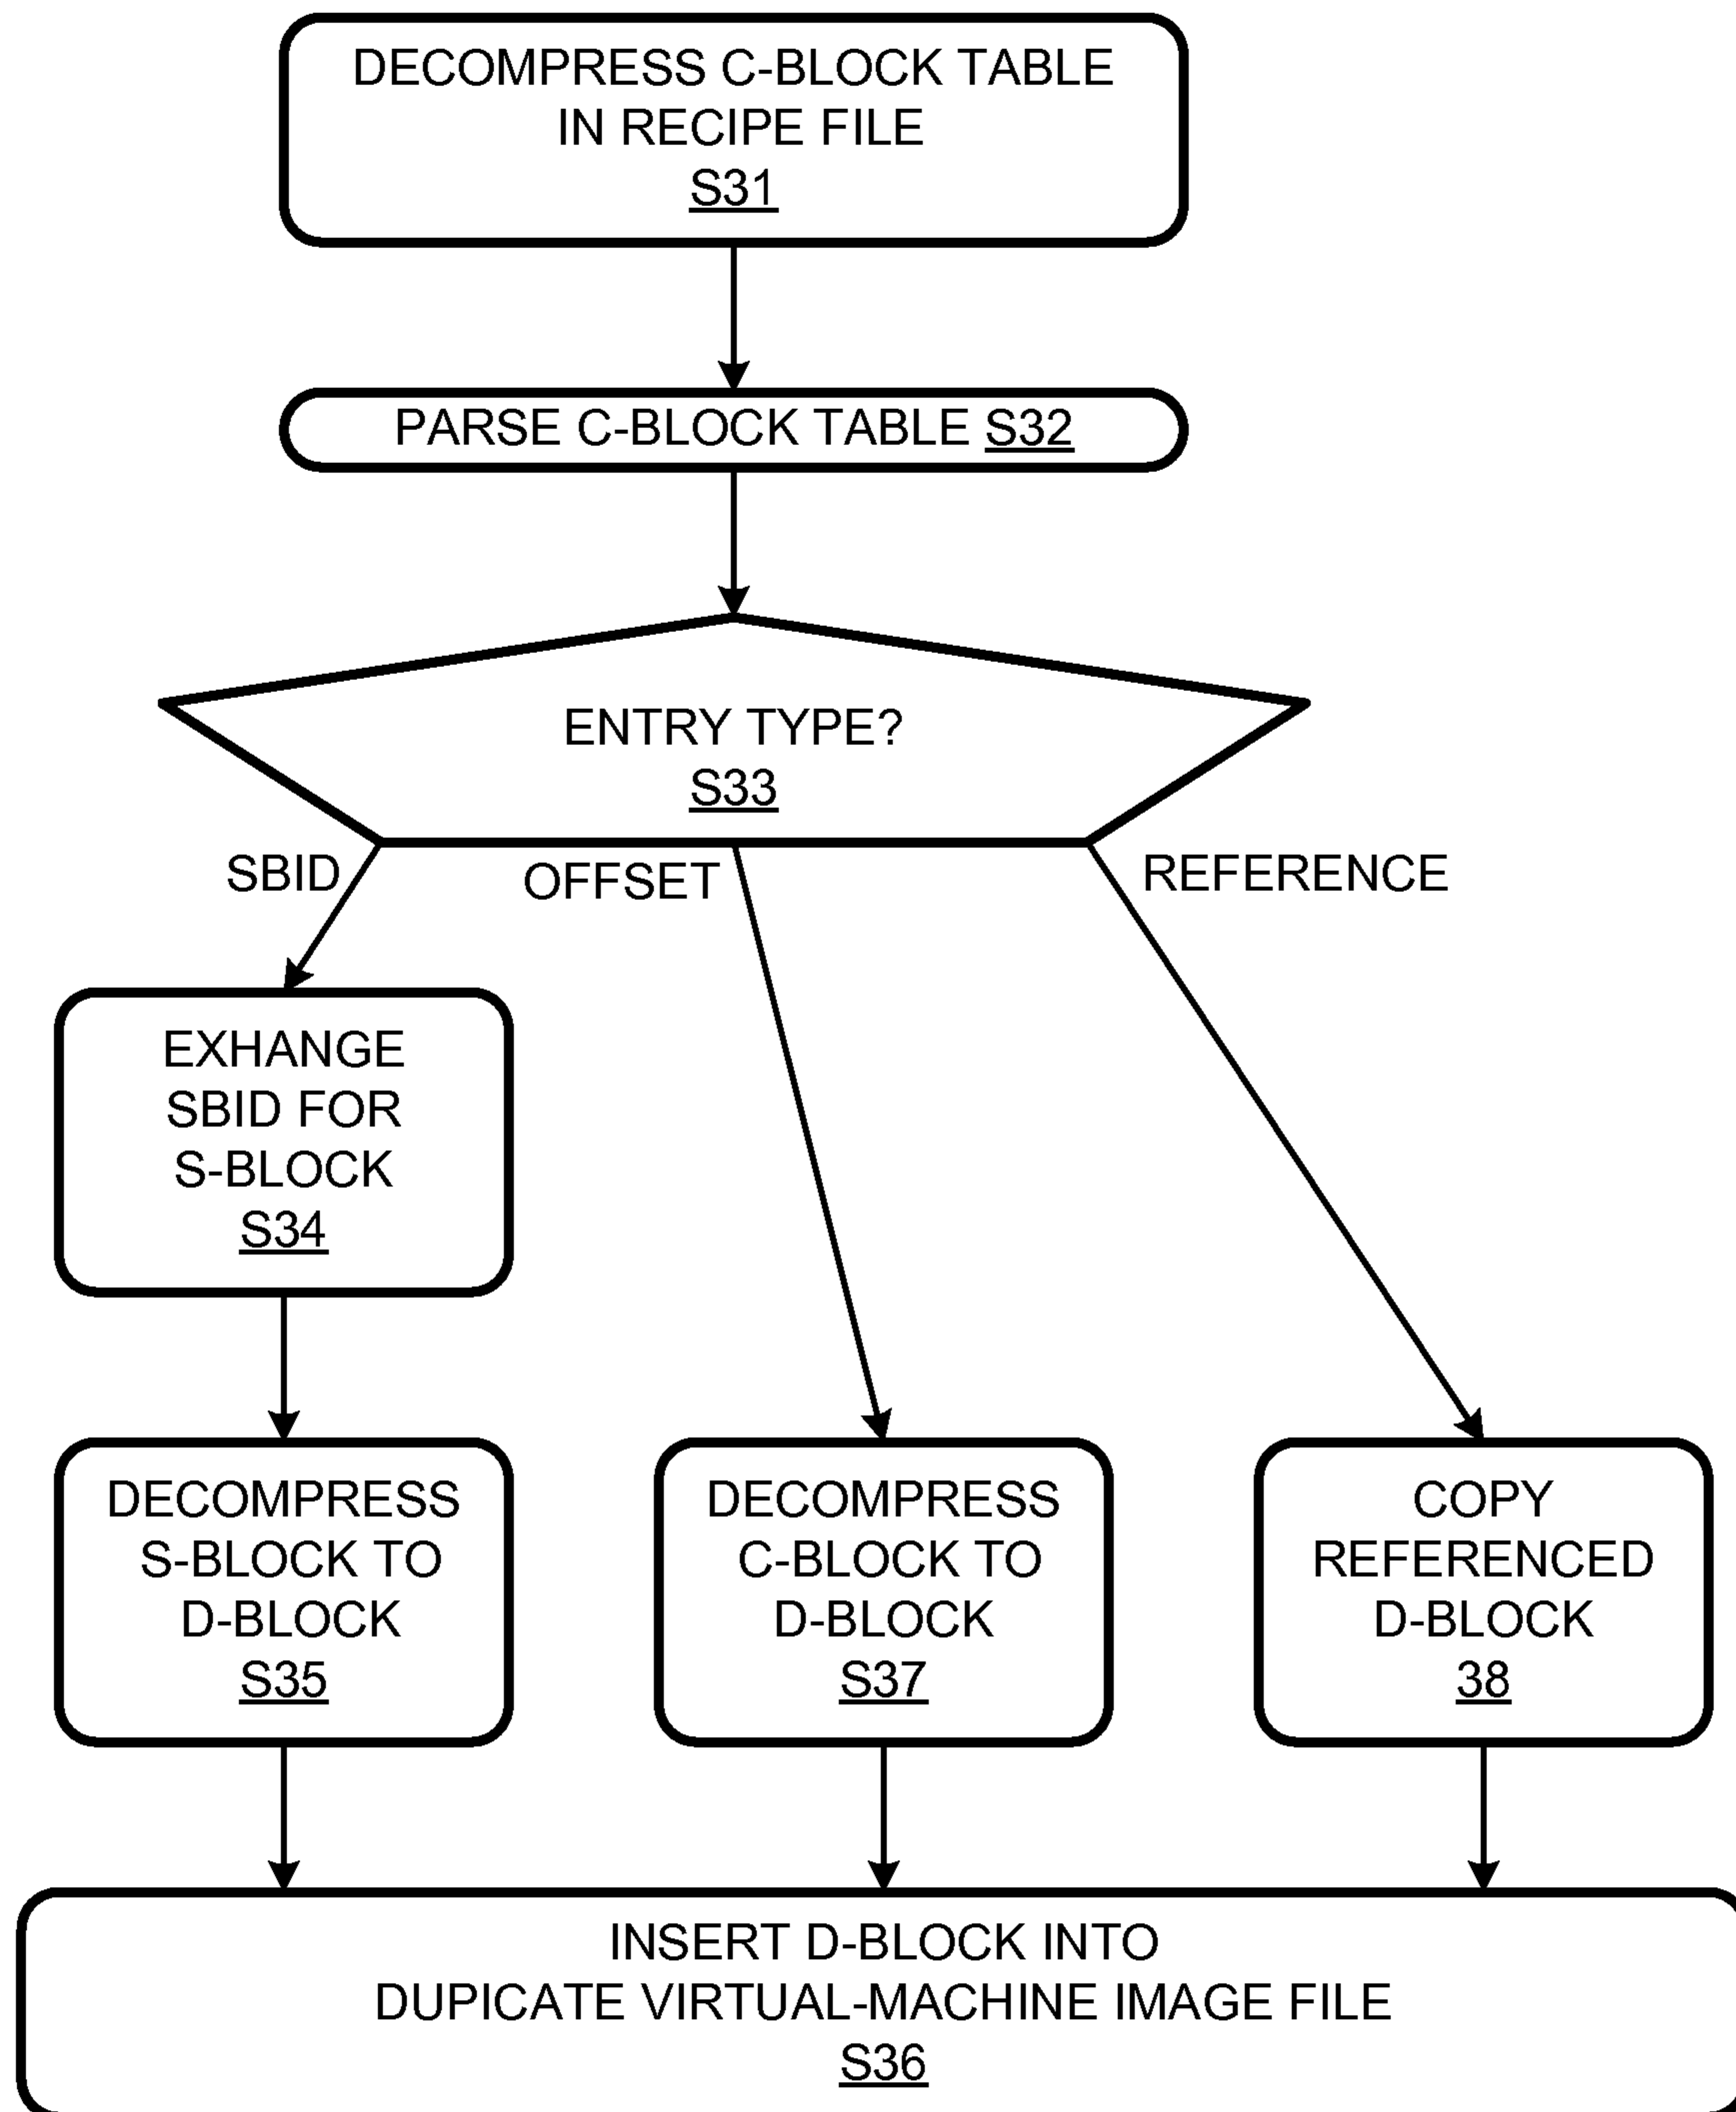 DECOMPRESS C-BLOCK TABLE
IN RECIPE FILE
S31
PARSE C-BLOCK TABLE S32
ENTRY TYPE?
S33
SBID
OFFSET
REFERENCE
EXHANGE
SBID FOR
S-BLOCK
S34
DECOMPRESS
S-BLOCK TO
D-BLOCK
S35
DECOMPRESS
C-BLOCK TO
D-BLOCK
S37
COPY
REFERENCED
D-BLOCK
38
INSERT D-BLOCK INTO
DUPICATE VIRTUAL-MACHINE IMAGE FILE
S36